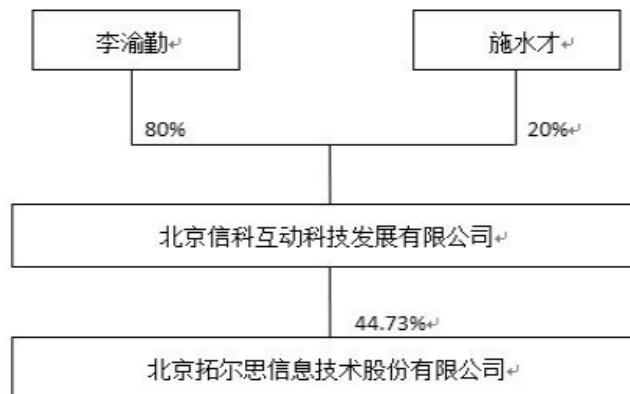 李渝勤
施水才
80%
20%
北京信科互动科技发展有限公司
44.73%
北京拓尔思信息技术股份有限公司